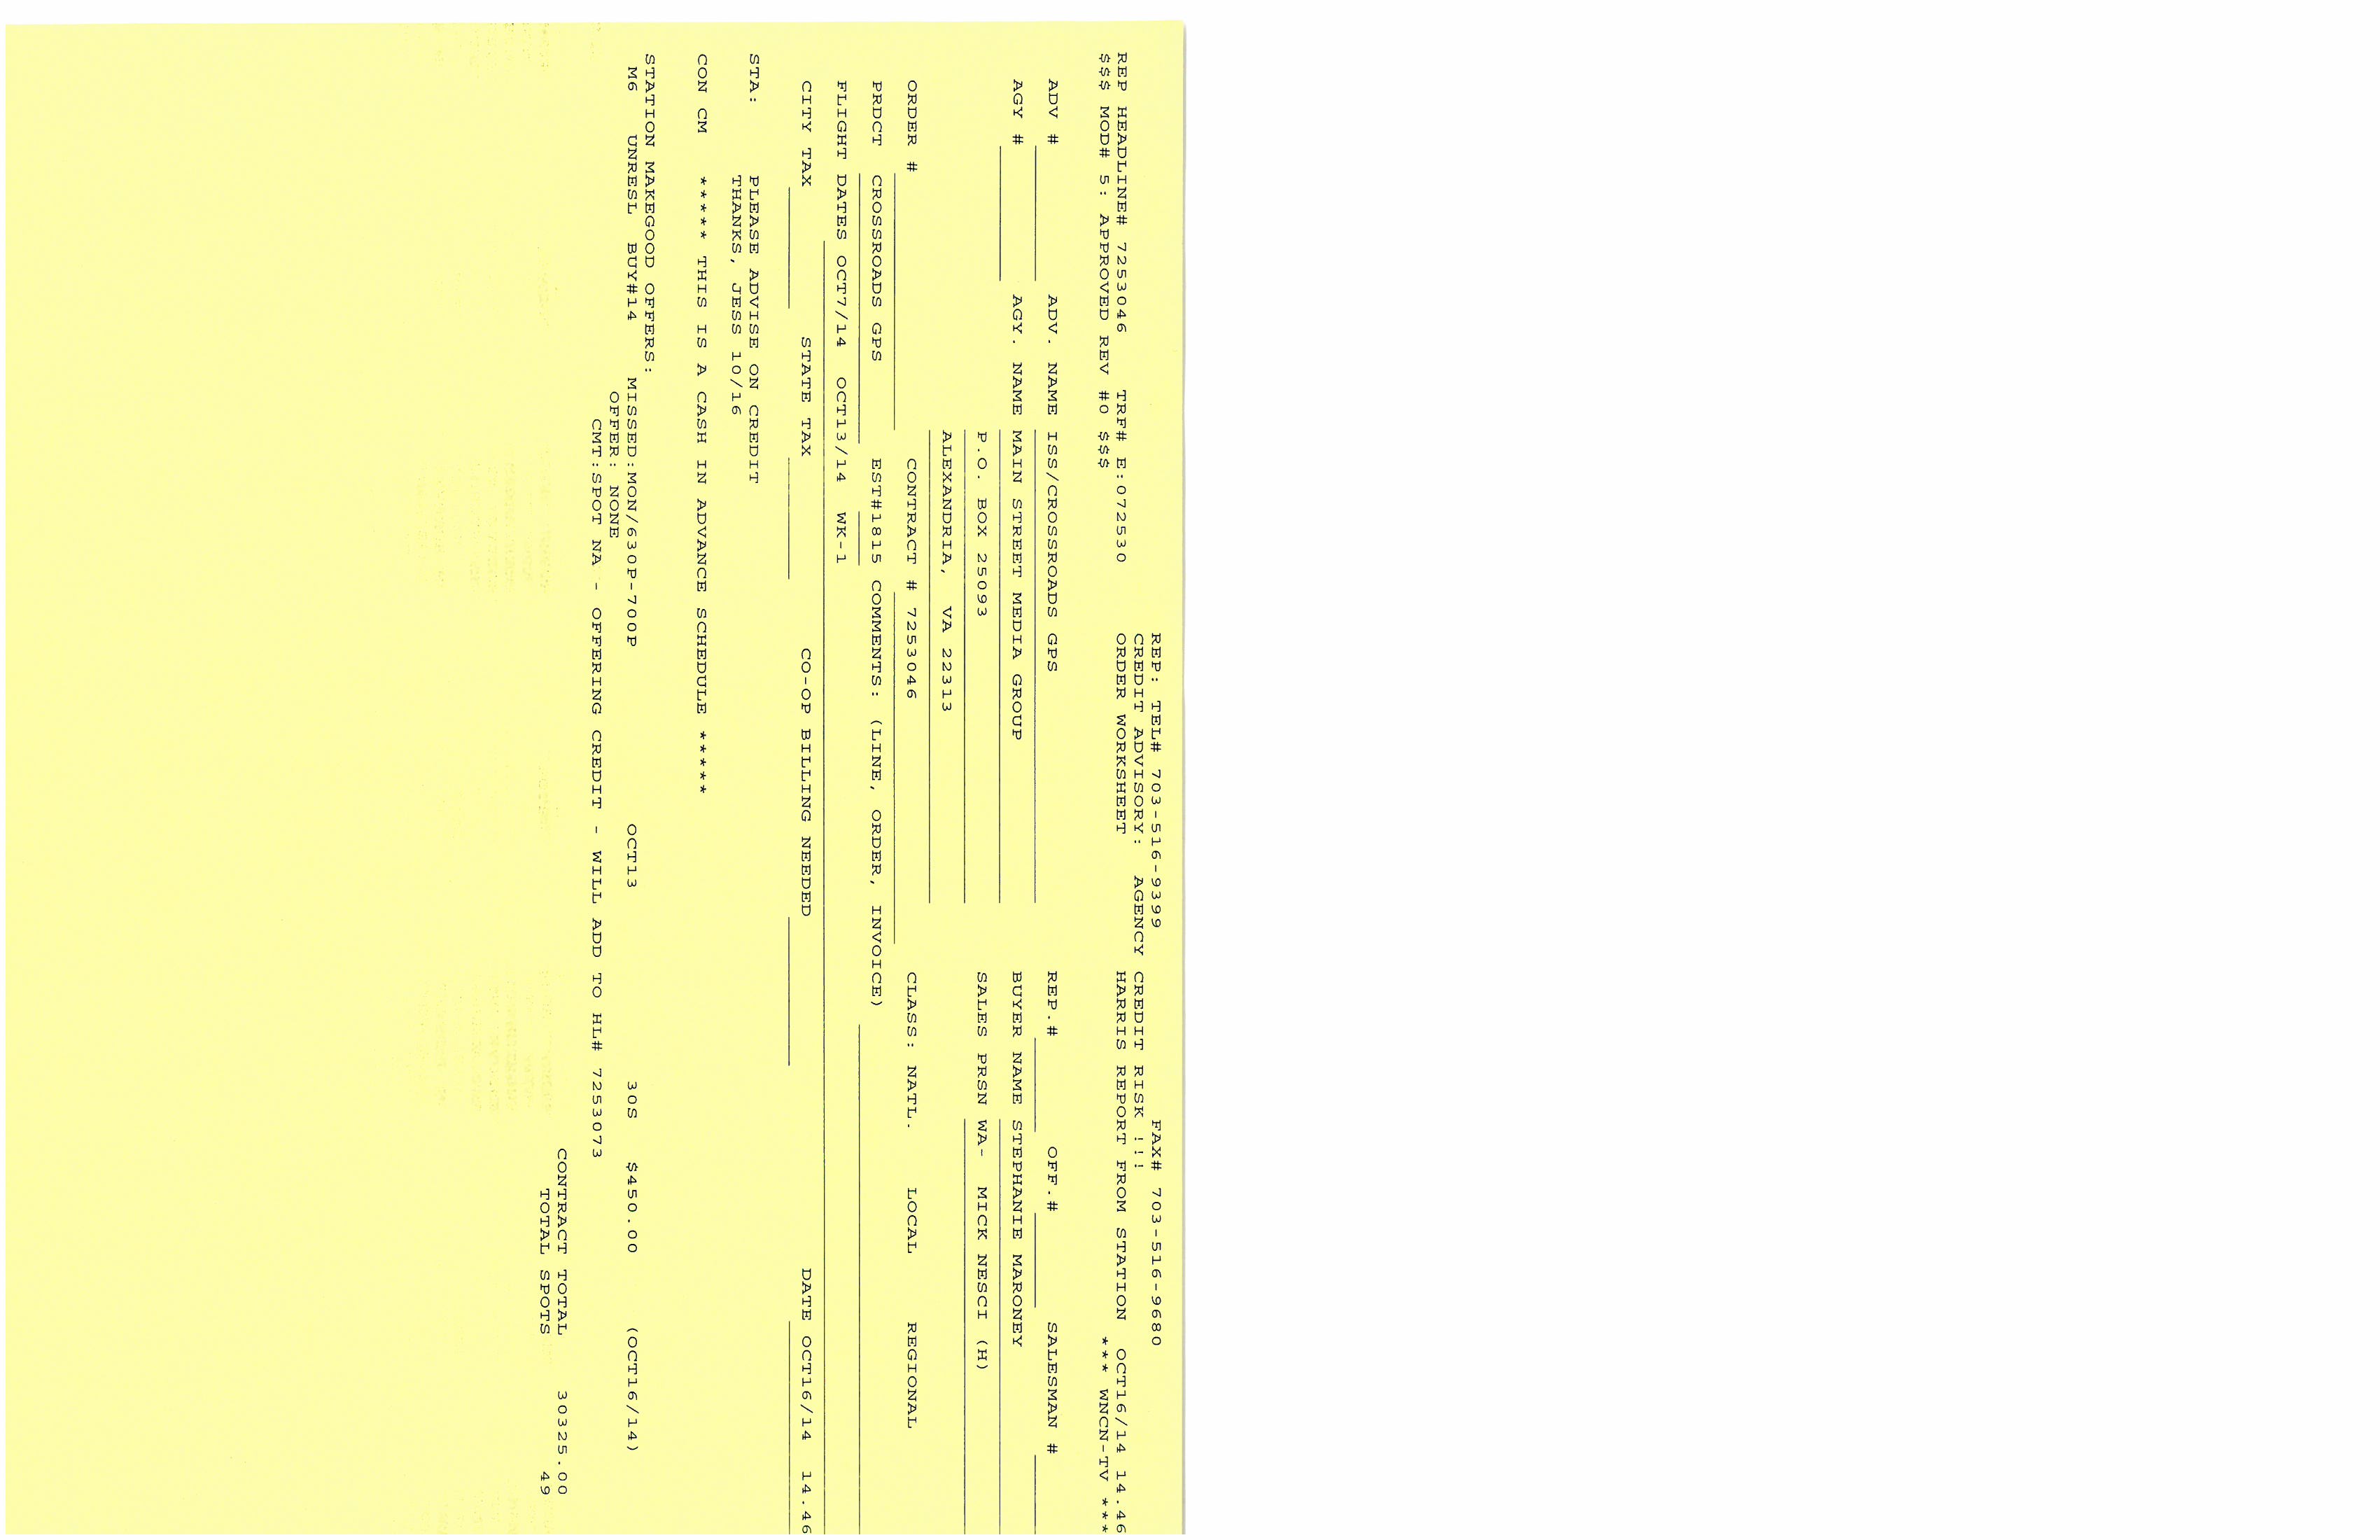 REP: TEL# 703-516-9399 FAX# 703-516-9680
CREDIT ADVISORY: AGENCY CREDIT RISK !!!
REP HEADLINE# 7253046 TRF# E:072530 ORDER WORKSHEET HARRIS REPORT FROM STATION OCT16/14 14.46
$$$ MOD# 5: APPROVED REV #0 $$$ *** WNCN-TV ***
ADV # ADV. NAME ISS/CROSSROADS GPS REP.# OFF.# SALESMAN #
AGY # AGY. NAME MAIN STREET MEDIA GROUP BUYER NAME STEPHANIE MARONEY
P.O. BOX 25093 SALES PRSN WA- MICK NESCI (H)
ALEXANDRIA, VA 22313
ORDER # CONTRACT # 7253046 CLASS: NATL. LOCAL REGIONAL
PRDCT CROSSROADS GPS EST#1815 COMMENTS: (LINE, ORDER, INVOICE)
FLIGHT DATES OCT7/14 OCT13/14 WK-1
CITY TAX STATE TAX CO-OP BILLING NEEDED DATE OCT16/14 14.46
STA: PLEASE ADVISE ON CREDIT
THANKS, JESS 10/16
CON CM ***** THIS IS A CASH IN ADVANCE SCHEDULE *****
STATION MAKEGOOD OFFERS:
M6 UNRESL BUY#14 MISSED:MON/630P-700P OCT13 30S $450.00 (OCT16/14)
OFFER: NONE
CMT:SPOT NA - OFFERING CREDIT - WILL ADD TO HL# 7253073
CONTRACT TOTAL 30325.00
TOTAL SPOTS 49